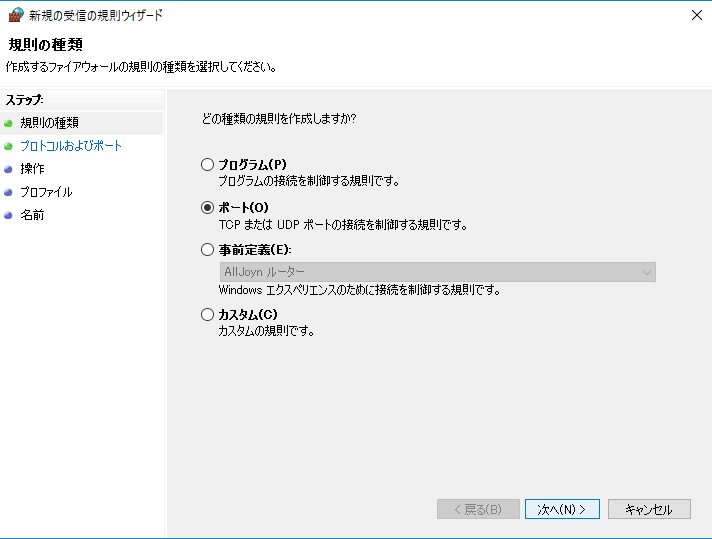 新規の受信の規則ウィザード
規則の種類
作成するファイアウォールの規則の種類を選択してください。
ステップ:
規則の種類
プロトコルおよびポート
操作
プロファイル
名前
どの種類の規則を作成しますか?
プログラム(P)
プログラムの接続を制御する規則です。
ポート(O)
TCP または UDP ポートの接続を制御する規則です。
事前定義(E):
AllJoyn ルーター
Windows エクスペリエンスのために接続を制御する規則です。
カスタム(C)
カスタムの規則です。
< 戻る(B) 次へ(N) > キャンセル